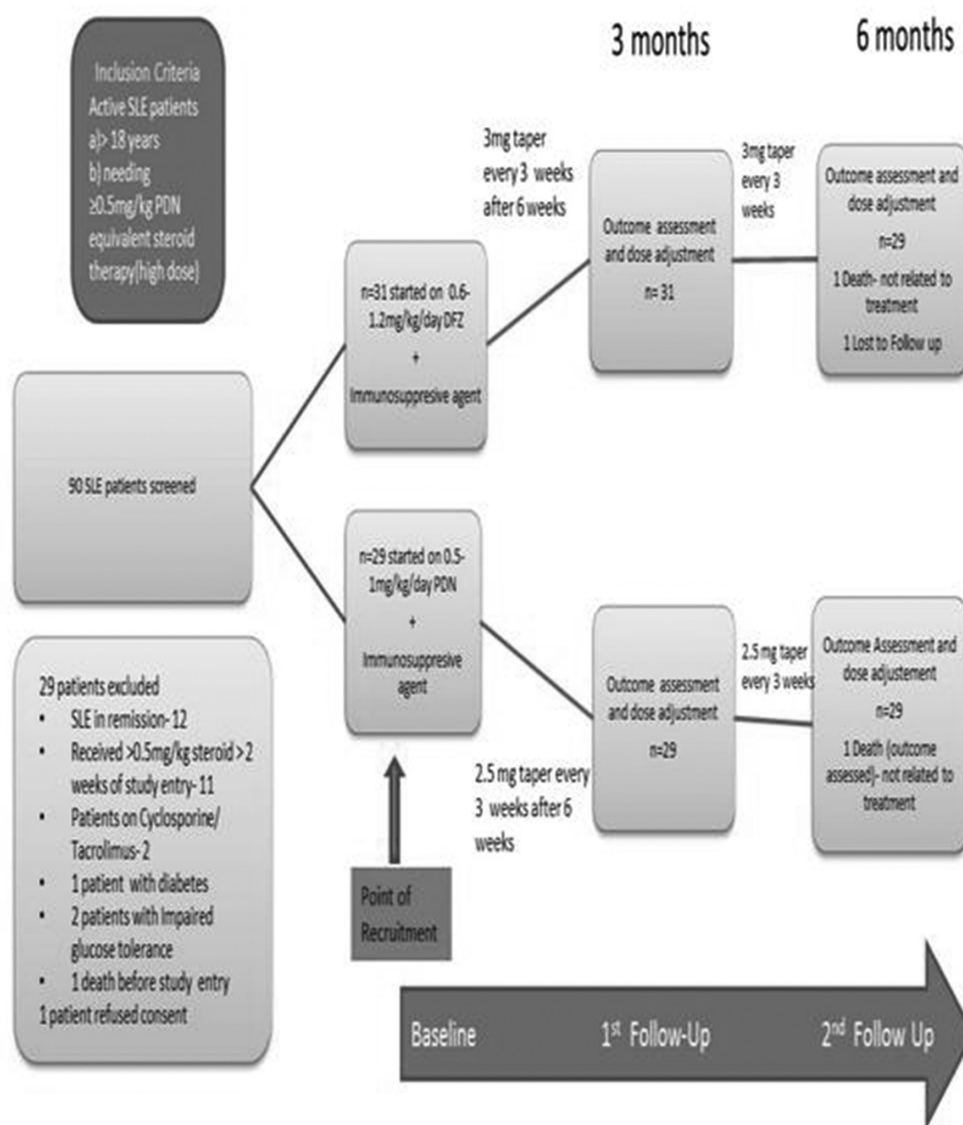 3 months
6 months
Inclusion Criteria
Active SLE patients
a)> 18 years
b) needing
≥0.5mg/kg PDN
equivalent steroid
therapy(high dose)
3mg taper
every 3 weeks
after 6 weeks
3mg taper
every 3
weeks
n=31 started on 0.6-
1.2mg/kg/day DFZ
+
Immunosuppresive agent
Outcome assessment
and dose adjustment
n= 31
Outcome assessment and
dose adjustment
n=29
1 Death- not related to
treatment
1 Lost to Follow up
90 SLE patients screened
n=29 started on 0.5-
1mg/kg/day PDN
+
Immunosuppresive
agent
2.5 mg taper every
3 weeks after 6
weeks
Outcome assessment
and dose adjustment
n=29
2.5 mg taper
every 3 weeks
Outcome Assessment and
dose adjustement
n=29
1 Death (outcome
assessed)- not related to
treatment
29 patients excluded
• SLE in remission- 12
• Received >0.5mg/kg steroid > 2
weeks of study entry- 11
• Patients on Cyclosporine/
Tacrolimus- 2
• 1 patient with diabetes
• 2 patients with Impaired
glucose tolerance
• 1 death before study entry
1 patient refused consent
Point of
Recruitment
Baseline
1st Follow-Up
2nd Follow Up